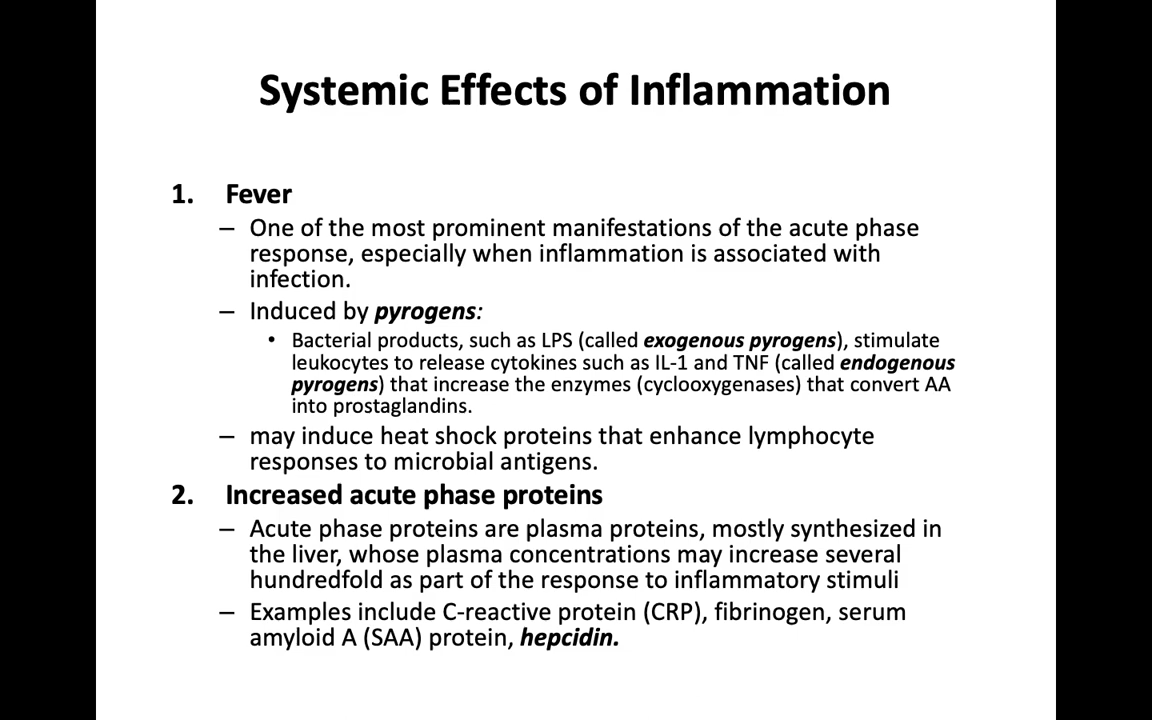 Systemic Effects of Inflammation
1. Fever
– One of the most prominent manifestations of the acute phase
response, especially when inflammation is associated with
infection.
– Induced by pyrogens:
• Bacterial products, such as LPS (called exogenous pyrogens), stimulate
leukocytes to release cytokines such as IL-1 and TNF (called endogenous
pyrogens) that increase the enzymes (cyclooxygenases) that convert AA
into prostaglandins.
– may induce heat shock proteins that enhance lymphocyte
responses to microbial antigens.
2. Increased acute phase proteins
– Acute phase proteins are plasma proteins, mostly synthesized in
the liver, whose plasma concentrations may increase several
hundredfold as part of the response to inflammatory stimuli
– Examples include C-reactive protein (CRP), fibrinogen, serum
amyloid A (SAA) protein, hepcidin.